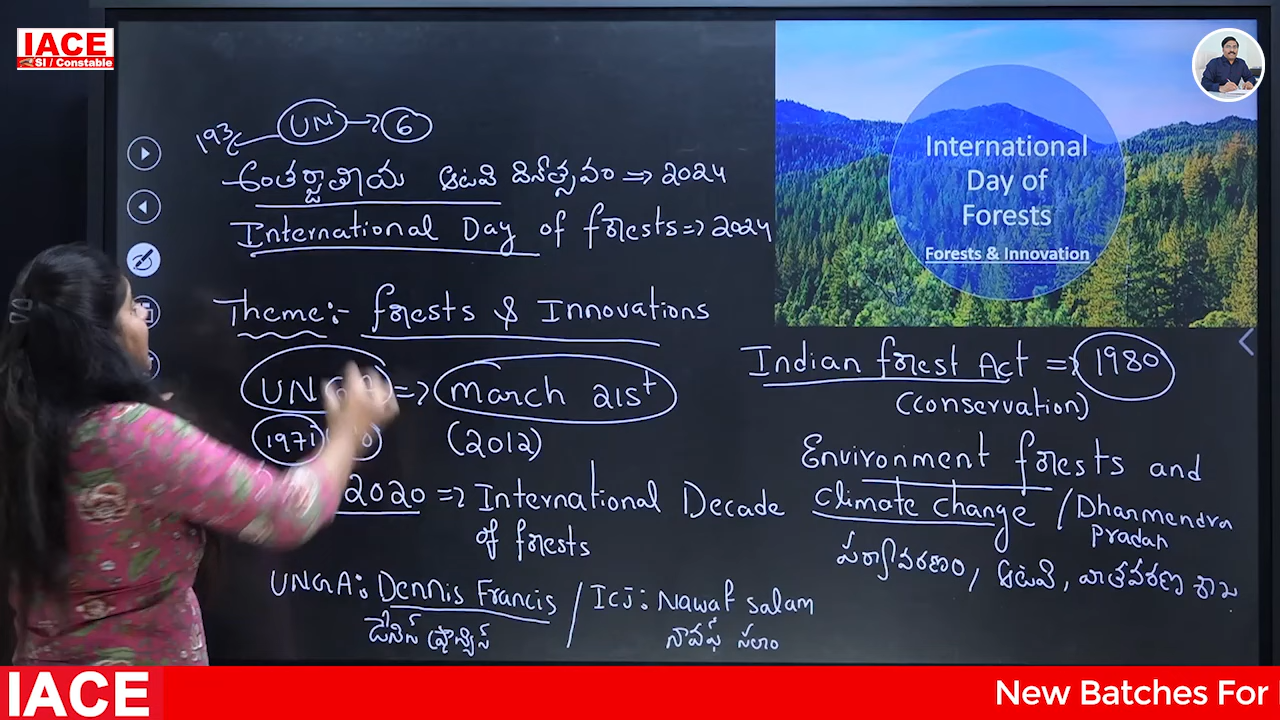 IACE
SI / Constable
193 UN → 6
అంతర్జాతీయ అటవి దినోత్సవం => 2024
International Day of forests => 2024
Theme:- forests & Innovations
=> march 21st
1971 (2012)
2020 => International Decade
of forests
UNGA: Dennis Francis / ICJ: Nawaf salam
డేనిస్ ఫ్రాన్సిస్ నావఫ్ సలాం
International
Day of
Forests
Forests & Innovation
Indian forest Act => 1980
(conservation)
Environment forests and
climate change / Dharmendra
Pradan
పర్యావరణం, అటవి, వాతవరణ శాఖ
IACE New Batches For